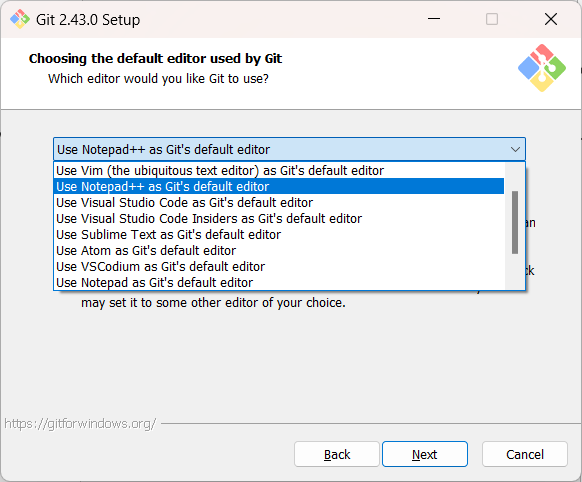 Git 2.43.0 Setup
Choosing the default editor used by Git
Which editor would you like Git to use?
Use Notepad++ as Git's default editor
Use Vim (the ubiquitous text editor) as Git's default editor
Use Notepad++ as Git's default editor
Use Visual Studio Code as Git's default editor
Use Visual Studio Code Insiders as Git's default editor
Use Sublime Text as Git's default editor
Use Atom as Git's default editor
Use VSCodium as Git's default editor
Use Notepad as Git's default editor
may set it to some other editor of your choice.
https://gitforwindows.org/
Back
Next
Cancel